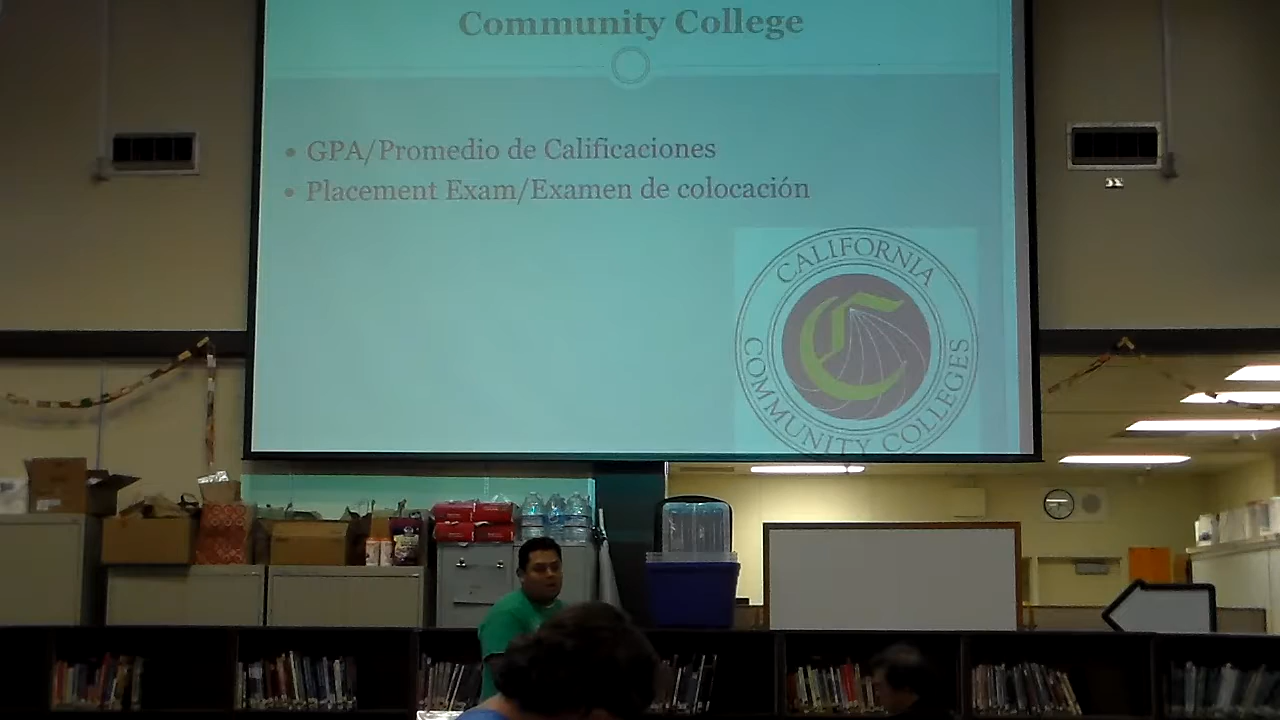 Community College
• GPA/Promedio de Calificaciones
• Placement Exam/Examen de colocación
CALIFORNIA
COMMUNITY COLLEGES